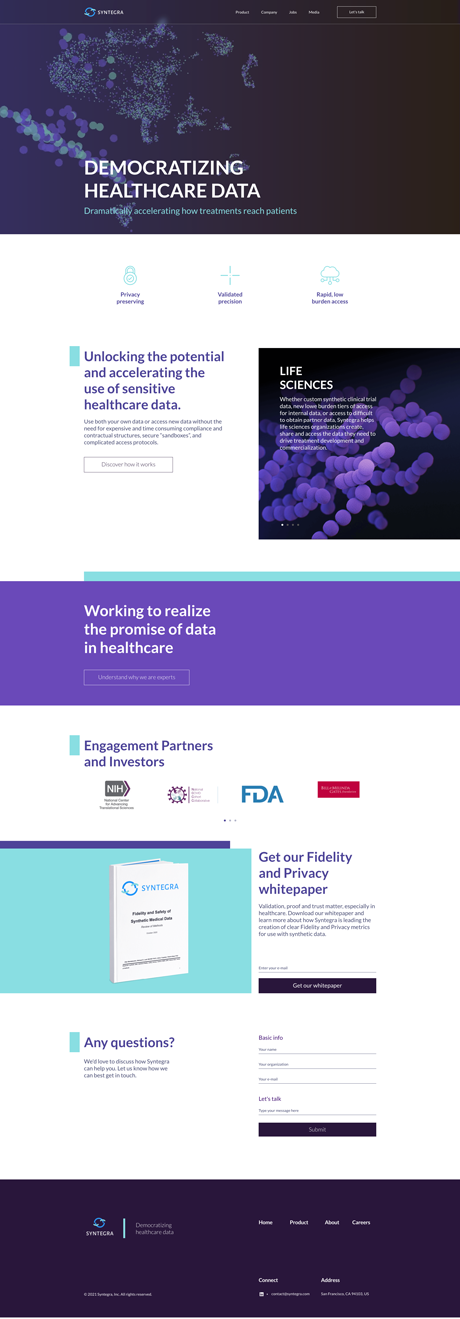 SYNTEGRA
Product Company Jobs Media Let's talk
DEMOCRATIZING
HEALTHCARE DATA
Dramatically accelerating how treatments reach patients
Privacy
preserving
Validated
precision
Rapid, low
burden access
Unlocking the potential
and accelerating the
use of sensitive
healthcare data.
Use both your own data or access new data without the
need for expensive and time consuming compliance and
contractual structures, secure "sandboxes", and
complicated access protocols.
Discover how it works
LIFE
SCIENCES
Whether custom synthetic clinical trial
data, new lowe burden tiers of access
for internal data, or access to difficult
to obtain partner data, Syntegra helps
life sciences organizations create,
share and access the data they need to
drive treatment development and
commercialization.
Working to realize
the promise of data
in healthcare
Understand why we are experts
Engagement Partners
and Investors
NIH
National Center
for Advancing
Translational Sciences
FDA
BILL&MELINDA
GATES foundation
SYNTEGRA
Fidelity and Safety of
Synthetic Medical Data
Get our Fidelity
and Privacy
whitepaper
Validation, proof and trust matter, especially in
healthcare. Download our whitepaper and
learn more about how Syntegra is leading the
creation of clear Fidelity and Privacy metrics
for use with synthetic data.
Enter your e-mail
Get our whitepaper
Any questions?
We'd love to discuss how Syntegra
can help you. Let us know how we
can best get in touch.
Basic info
Your name
Your organization
Your e-mail
Let's talk
Type your message here
Submit
SYNTEGRA
Democratizing
healthcare data
Home Product About Careers
Connect
contact@syntegra.com
Address
San Francisco, CA 94103, US
© 2021 Syntegra, Inc. All rights reserved.